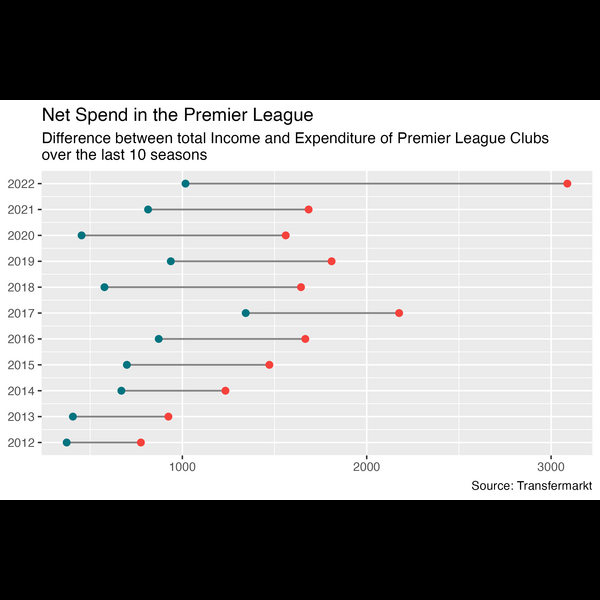 Net Spend in the Premier League
Difference between total Income and Expenditure of Premier League Clubs
over the last 10 seasons
2022
2021
2020
2019
2018
2017
2016
2015
2014
2013
2012
1000 2000 3000
Source: Transfermarkt